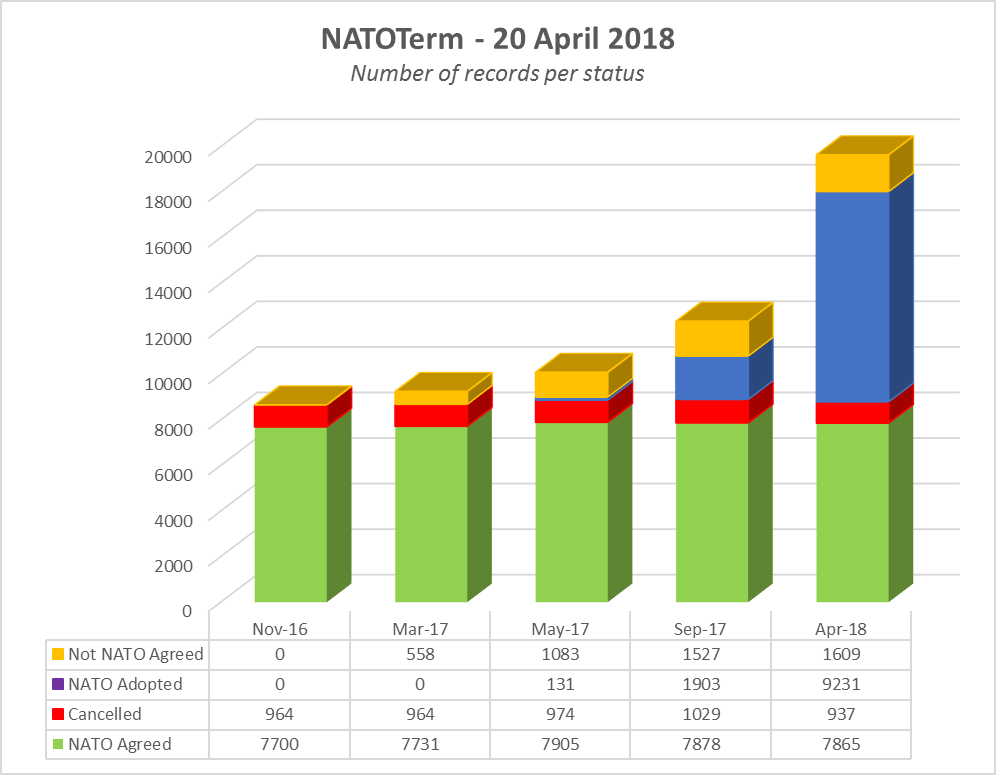 NATOTerm - 20 April 2018
Number of records per status
20000
18000
16000
14000
12000
10000
8000
6000
4000
2000
0
Nov-16 Mar-17 May-17 Sep-17 Apr-18
Not NATO Agreed 0 558 1083 1527 1609
NATO Adopted 0 0 131 1903 9231
Cancelled 964 964 974 1029 937
NATO Agreed 7700 7731 7905 7878 7865